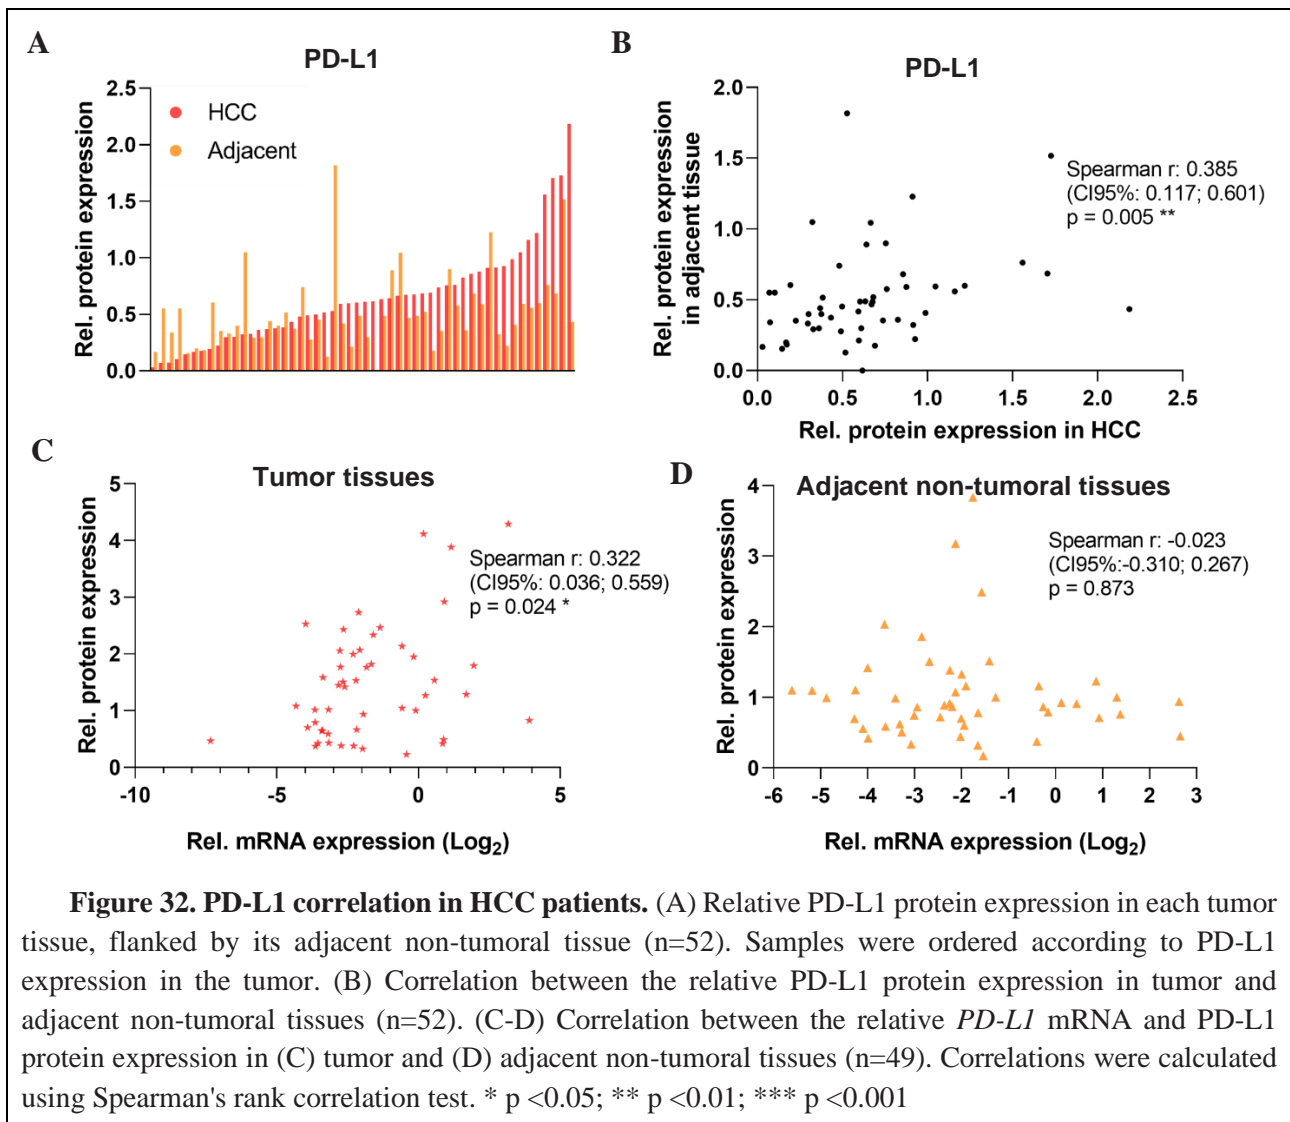 A
PD-L1
Rel. protein expression
2.5
2.0
1.5
1.0
0.5
0.0
HCC
Adjacent
B
PD-L1
Rel. protein expression
in adjacent tissue
2.0
1.5
1.0
0.5
0.0
Spearman r: 0.385
(CI95%: 0.117; 0.601)
p = 0.005 **
0.0 0.5 1.0 1.5 2.0 2.5
Rel. protein expression in HCC
C
Tumor tissues
Rel. protein expression
5
4
3
2
1
0
Spearman r: 0.322
(CI95%: 0.036; 0.559)
p = 0.024 *
-10 -5 0 5
Rel. mRNA expression (Log2)
D
Adjacent non-tumoral tissues
Rel. protein expression
4
3
2
1
0
Spearman r: -0.023
(CI95%:-0.310; 0.267)
p = 0.873
-6 -5 -4 -3 -2 -1 0 1 2 3
Rel. mRNA expression (Log2)
Figure 32. PD-L1 correlation in HCC patients. (A) Relative PD-L1 protein expression in each tumor
tissue, flanked by its adjacent non-tumoral tissue (n=52). Samples were ordered according to PD-L1
expression in the tumor. (B) Correlation between the relative PD-L1 protein expression in tumor and
adjacent non-tumoral tissues (n=52). (C-D) Correlation between the relative PD-L1 mRNA and PD-L1
protein expression in (C) tumor and (D) adjacent non-tumoral tissues (n=49). Correlations were calculated
using Spearman's rank correlation test. * p <0.05; ** p <0.01; *** p <0.001